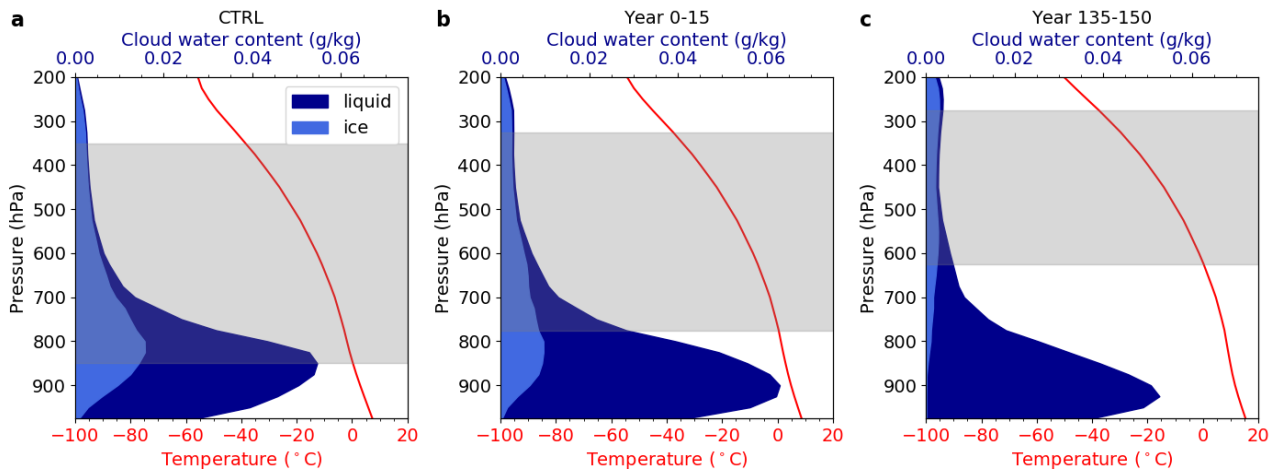 a
CTRL
Cloud water content (g/kg)
0.00 0.02 0.04 0.06
200
300
400
500
600
700
800
900
Pressure (hPa)
liquid
ice
−100 −80 −60 −40 −20 0 20
Temperature (°C)
b
Year 0-15
Cloud water content (g/kg)
0.00 0.02 0.04 0.06
200
300
400
500
600
700
800
900
Pressure (hPa)
−100 −80 −60 −40 −20 0 20
Temperature (°C)
c
Year 135-150
Cloud water content (g/kg)
0.00 0.02 0.04 0.06
200
300
400
500
600
700
800
900
Pressure (hPa)
−100 −80 −60 −40 −20 0 20
Temperature (°C)